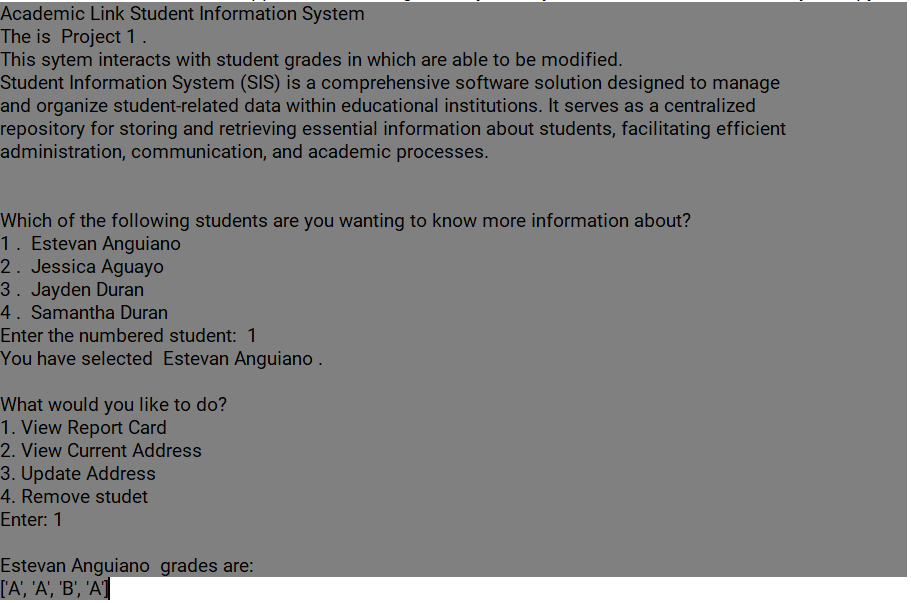 Academic Link Student Information System
The is  Project 1 .
This sytem interacts with student grades in which are able to be modified.
Student Information System (SIS) is a comprehensive software solution designed to manage
and organize student-related data within educational institutions. It serves as a centralized
repository for storing and retrieving essential information about students, facilitating efficient
administration, communication, and academic processes.
Which of the following students are you wanting to know more information about?
1 .  Estevan Anguiano
2 .  Jessica Aguayo
3 .  Jayden Duran
4 .  Samantha Duran
Enter the numbered student:  1
You have selected  Estevan Anguiano .
What would you like to do?
1. View Report Card
2. View Current Address
3. Update Address
4. Remove studet
Enter: 1
Estevan Anguiano  grades are:
['A', 'A', 'B', 'A']